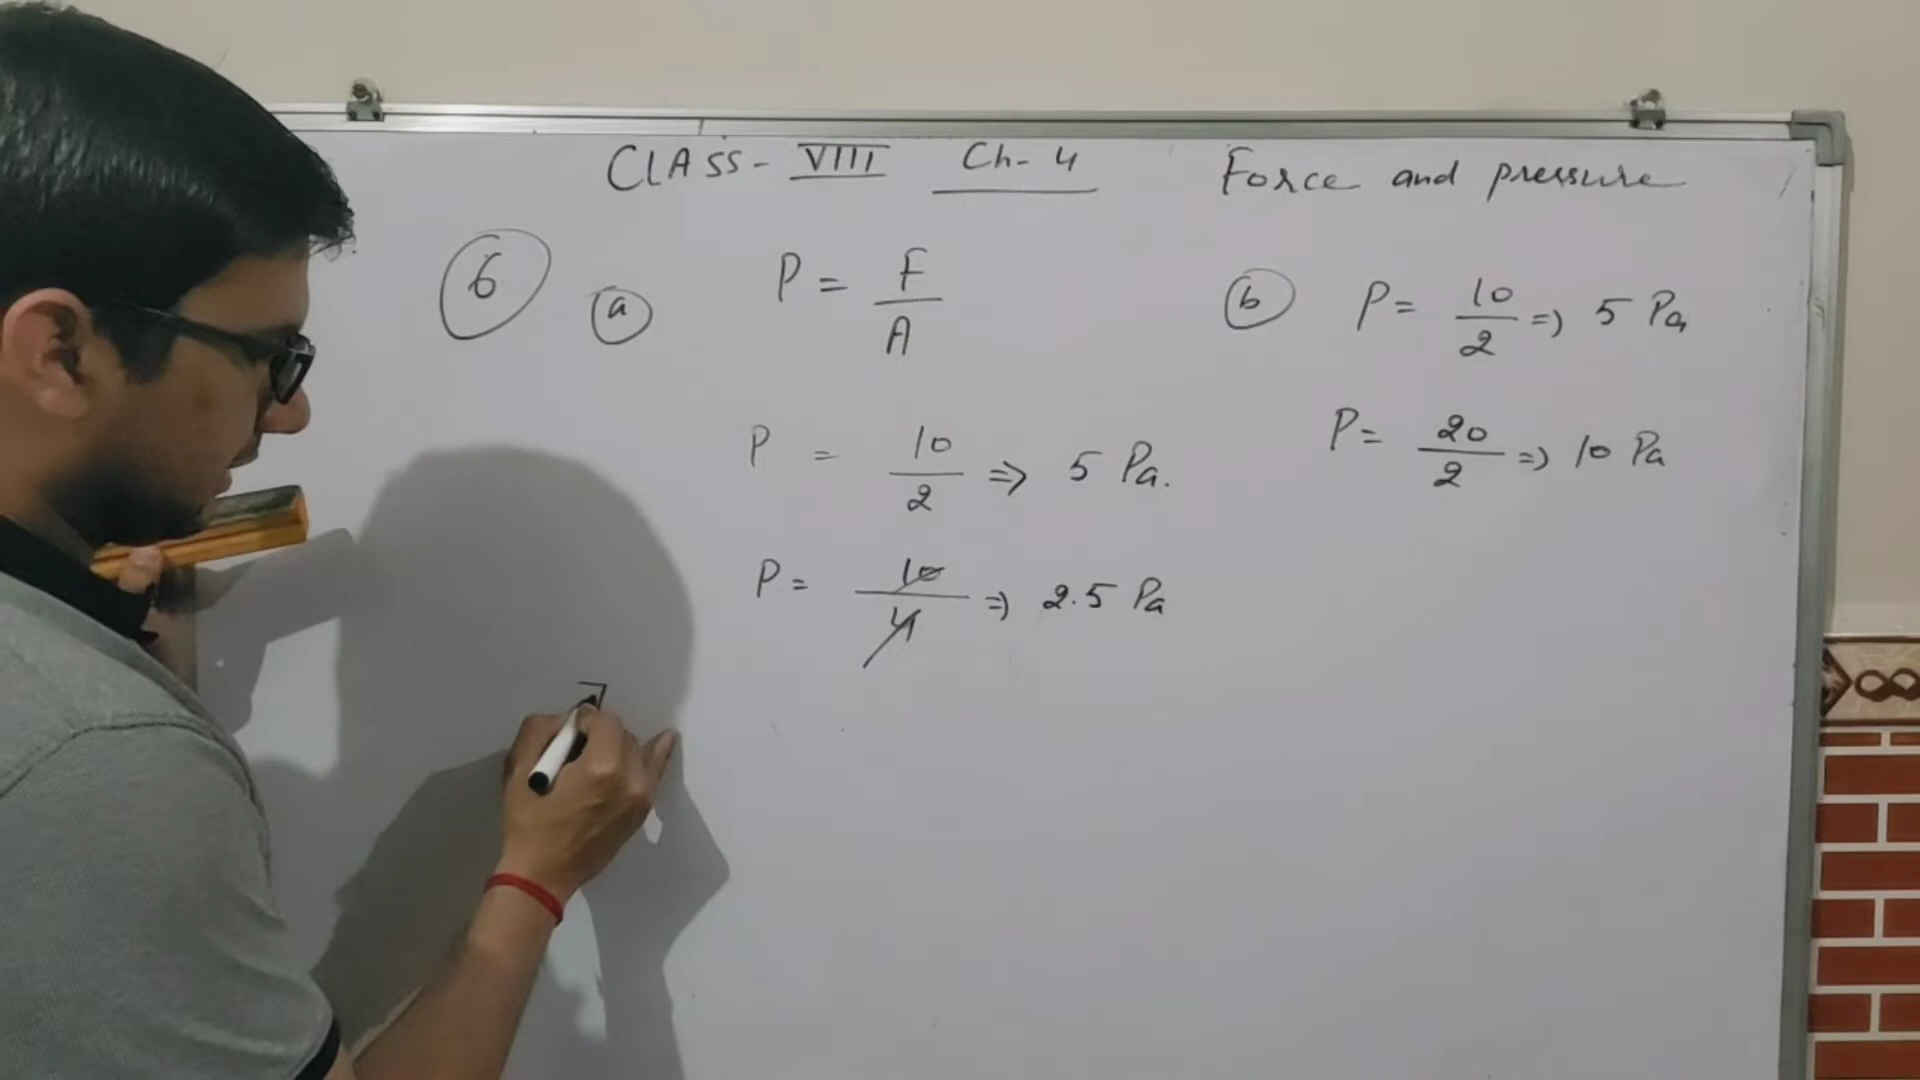 CLASS - VIII Ch- 4 Force and pressure
6
a P = F/A
P = 10/2 => 5 Pa.
P = 10/4 => 2.5 Pa
b P = 10/2 => 5 Pa
P = 20/2 => 10 Pa